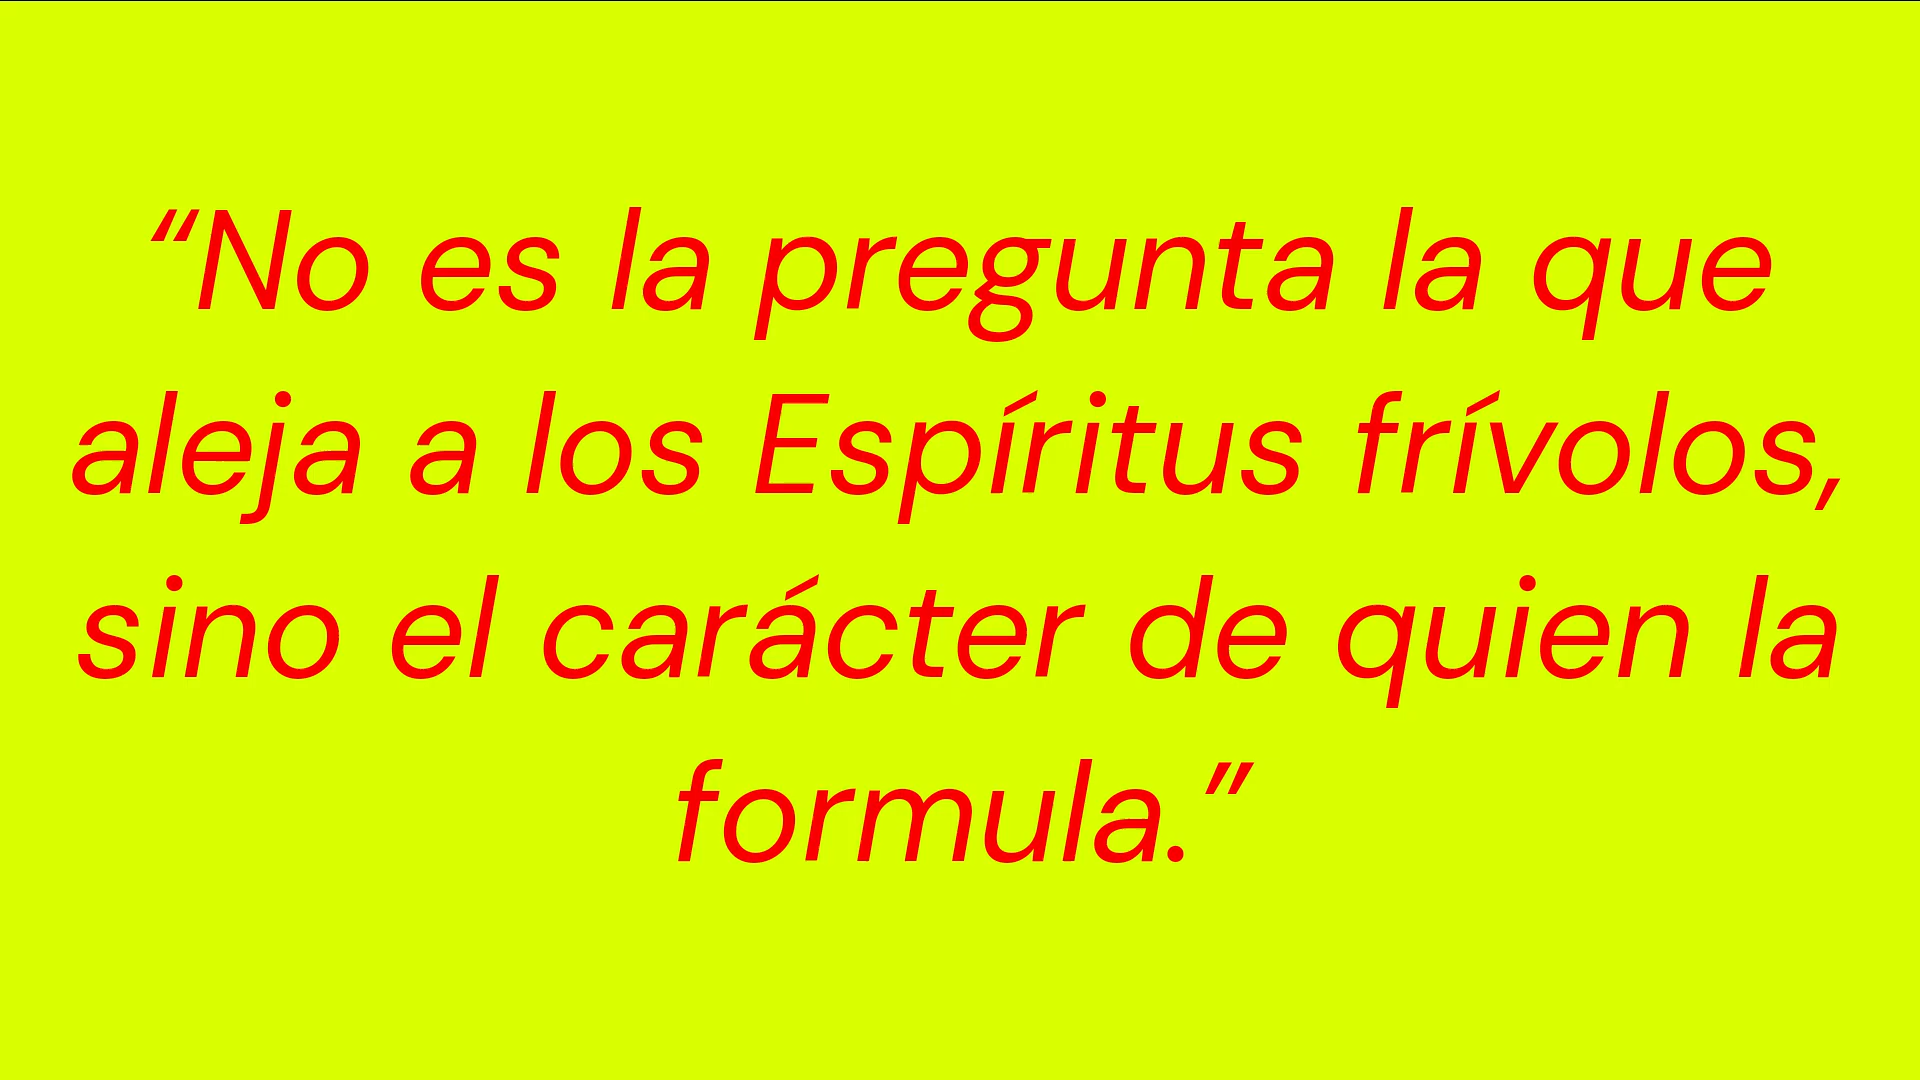 “No es la pregunta la que
aleja a los Espíritus frívolos,
sino el carácter de quien la
formula.”